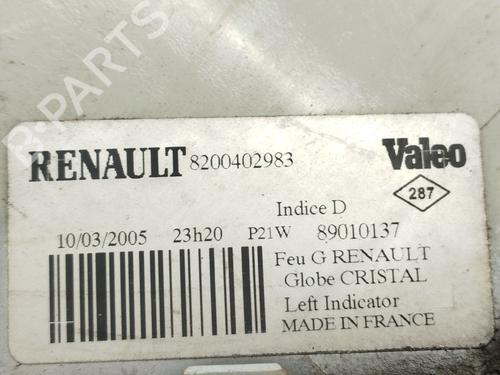 R-PARTS
RENAULT 8200402983 Valeo
287
Indice D
10/03/2005 23h20 P21W 89010137
Feu G RENAULT
Globe CRISTAL
Left Indicator
MADE IN FRANCE